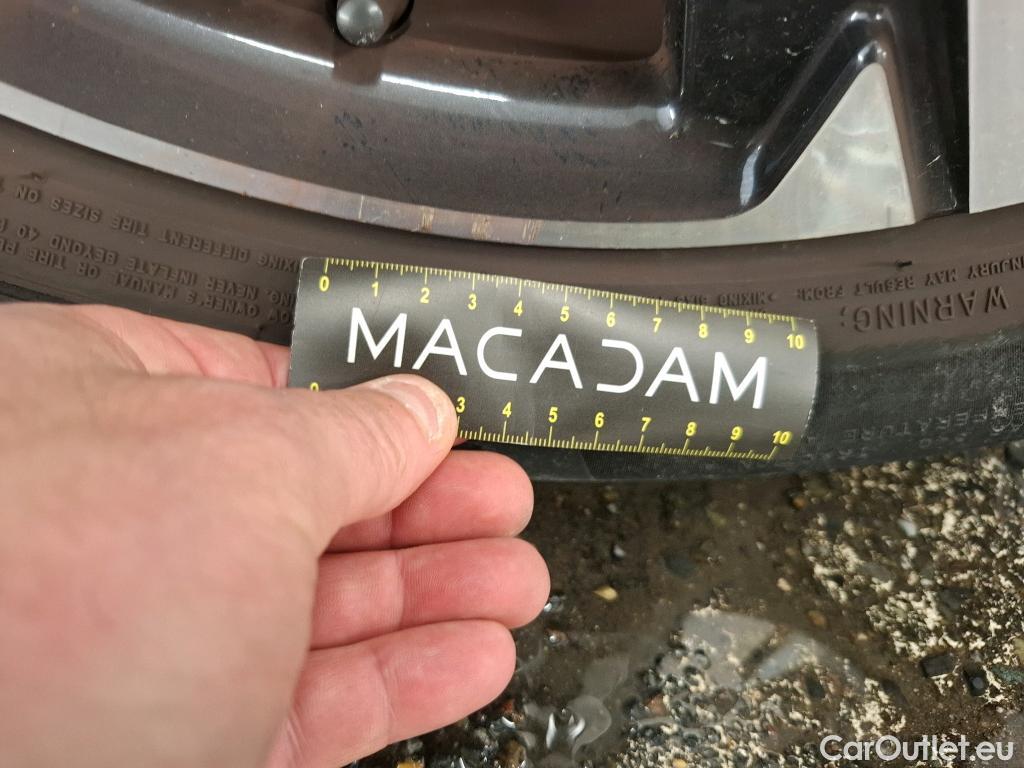 MIXING DIFFERENT TIRE SIZES ON
NEVER INFLATE BEYOND 40
OWNER'S MANUAL OR TIRE
INJURY MAY RESULT FROM:
WARNING:
MIXING
0 1 2 3 4 5 6 7 8 9 10
MACADAM
0 3 4 5 6 7 8 9 10
CarOutlet.eu